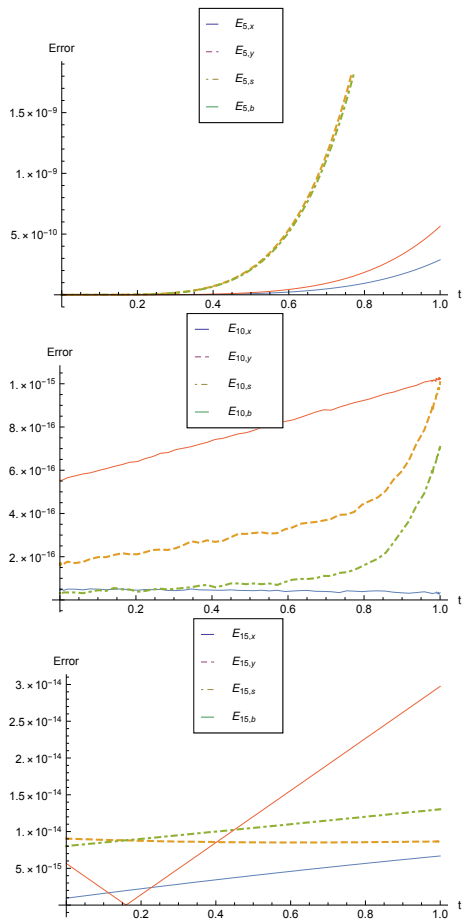 E5,x
E5,y
E5,s
E5,b
Error
1.5×10−9
1.×10−9
5.×10−10
0.2 0.4 0.6 0.8 1.0 t
E10,x
E10,y
E10,s
E10,b
Error
1.×10−15
8.×10−16
6.×10−16
4.×10−16
2.×10−16
0.2 0.4 0.6 0.8 1.0 t
E15,x
E15,y
E15,s
E15,b
Error
3.×10−14
2.5×10−14
2.×10−14
1.5×10−14
1.×10−14
5.×10−15
0.2 0.4 0.6 0.8 1.0 t